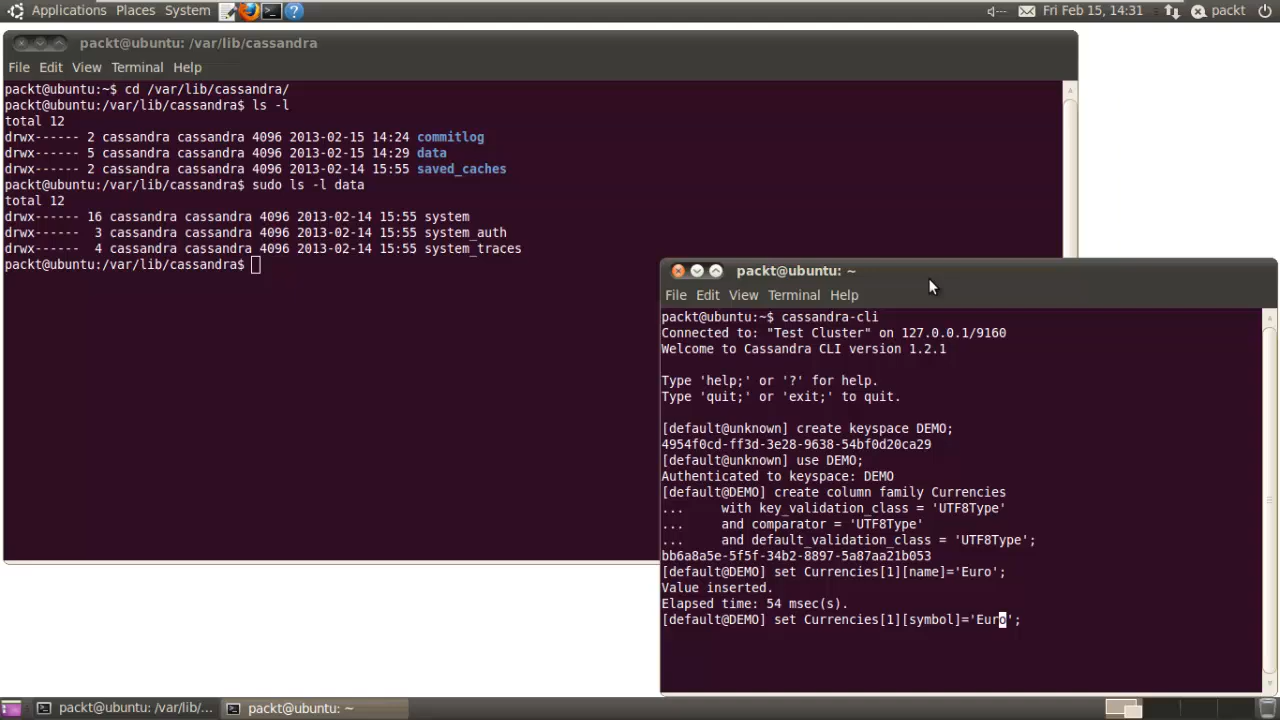 Applications Places System
Fri Feb 15, 14:31 packt
packt@ubuntu: /var/lib/cassandra
File Edit View Terminal Help
packt@ubuntu:~$ cd /var/lib/cassandra/
packt@ubuntu:/var/lib/cassandra$ ls -l
total 12
drwx------ 2 cassandra cassandra 4096 2013-02-15 14:24 commitlog
drwx------ 5 cassandra cassandra 4096 2013-02-15 14:29 data
drwx------ 2 cassandra cassandra 4096 2013-02-14 15:55 saved_caches
packt@ubuntu:/var/lib/cassandra$ sudo ls -l data
total 12
drwx------ 16 cassandra cassandra 4096 2013-02-14 15:55 system
drwx------  3 cassandra cassandra 4096 2013-02-14 15:55 system_auth
drwx------  4 cassandra cassandra 4096 2013-02-14 15:55 system_traces
packt@ubuntu:/var/lib/cassandra$
packt@ubuntu: ~
File Edit View Terminal Help
packt@ubuntu:~$ cassandra-cli
Connected to: "Test Cluster" on 127.0.0.1/9160
Welcome to Cassandra CLI version 1.2.1
Type 'help;' or '?' for help.
Type 'quit;' or 'exit;' to quit.
[default@unknown] create keyspace DEMO;
4954f0cd-ff3d-3e28-9638-54bf0d20ca29
[default@unknown] use DEMO;
Authenticated to keyspace: DEMO
[default@DEMO] create column family Currencies
...     with key_validation_class = 'UTF8Type'
...     and comparator = 'UTF8Type'
...     and default_validation_class = 'UTF8Type';
bb6a8a5e-5f5f-34b2-8897-5a87aa21b053
[default@DEMO] set Currencies[1][name]='Euro';
Value inserted.
Elapsed time: 54 msec(s).
[default@DEMO] set Currencies[1][symbol]='Euro';
packt@ubuntu: /var/lib/...
packt@ubuntu: ~